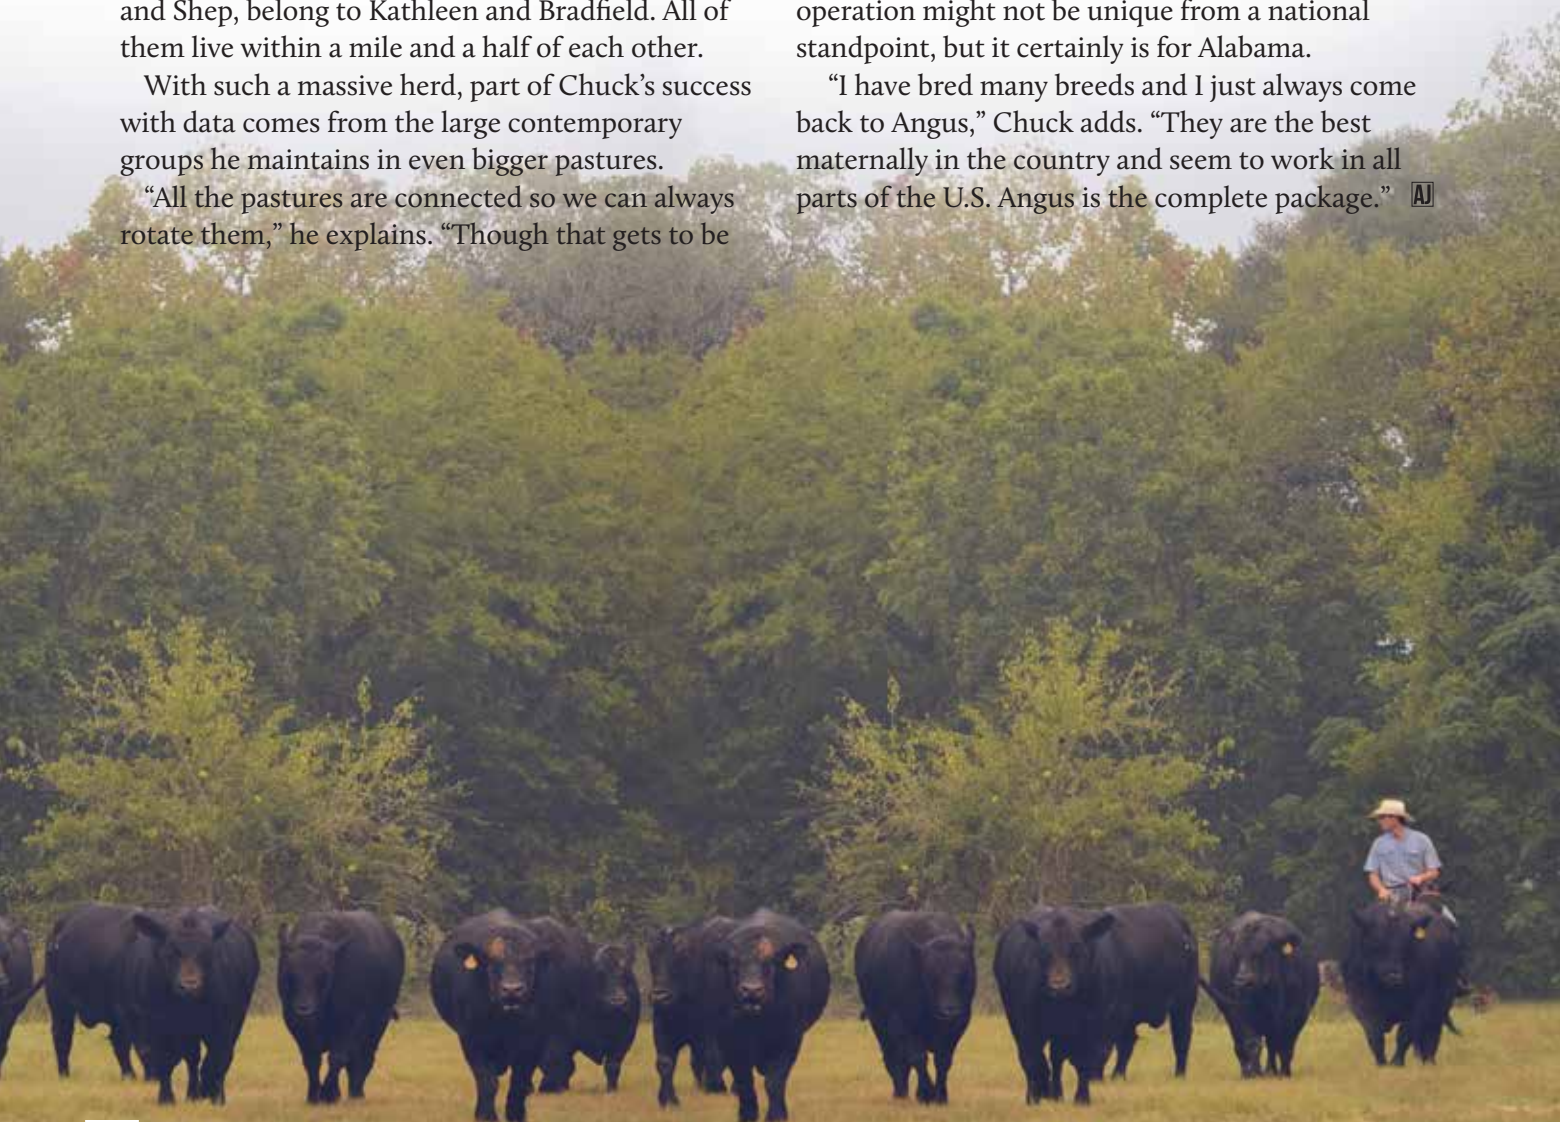 and Shep, belong to Kathleen and Bradfield. All of
them live within a mile and a half of each other.
With such a massive herd, part of Chuck’s success
with data comes from the large contemporary
groups he maintains in even bigger pastures.
“All the pastures are connected so we can always
rotate them,” he explains. “Though that gets to be
operation might not be unique from a national
standpoint, but it certainly is for Alabama.
“I have bred many breeds and I just always come
back to Angus,” Chuck adds. “They are the best
maternally in the country and seem to work in all
parts of the U.S. Angus is the complete package.” AJ